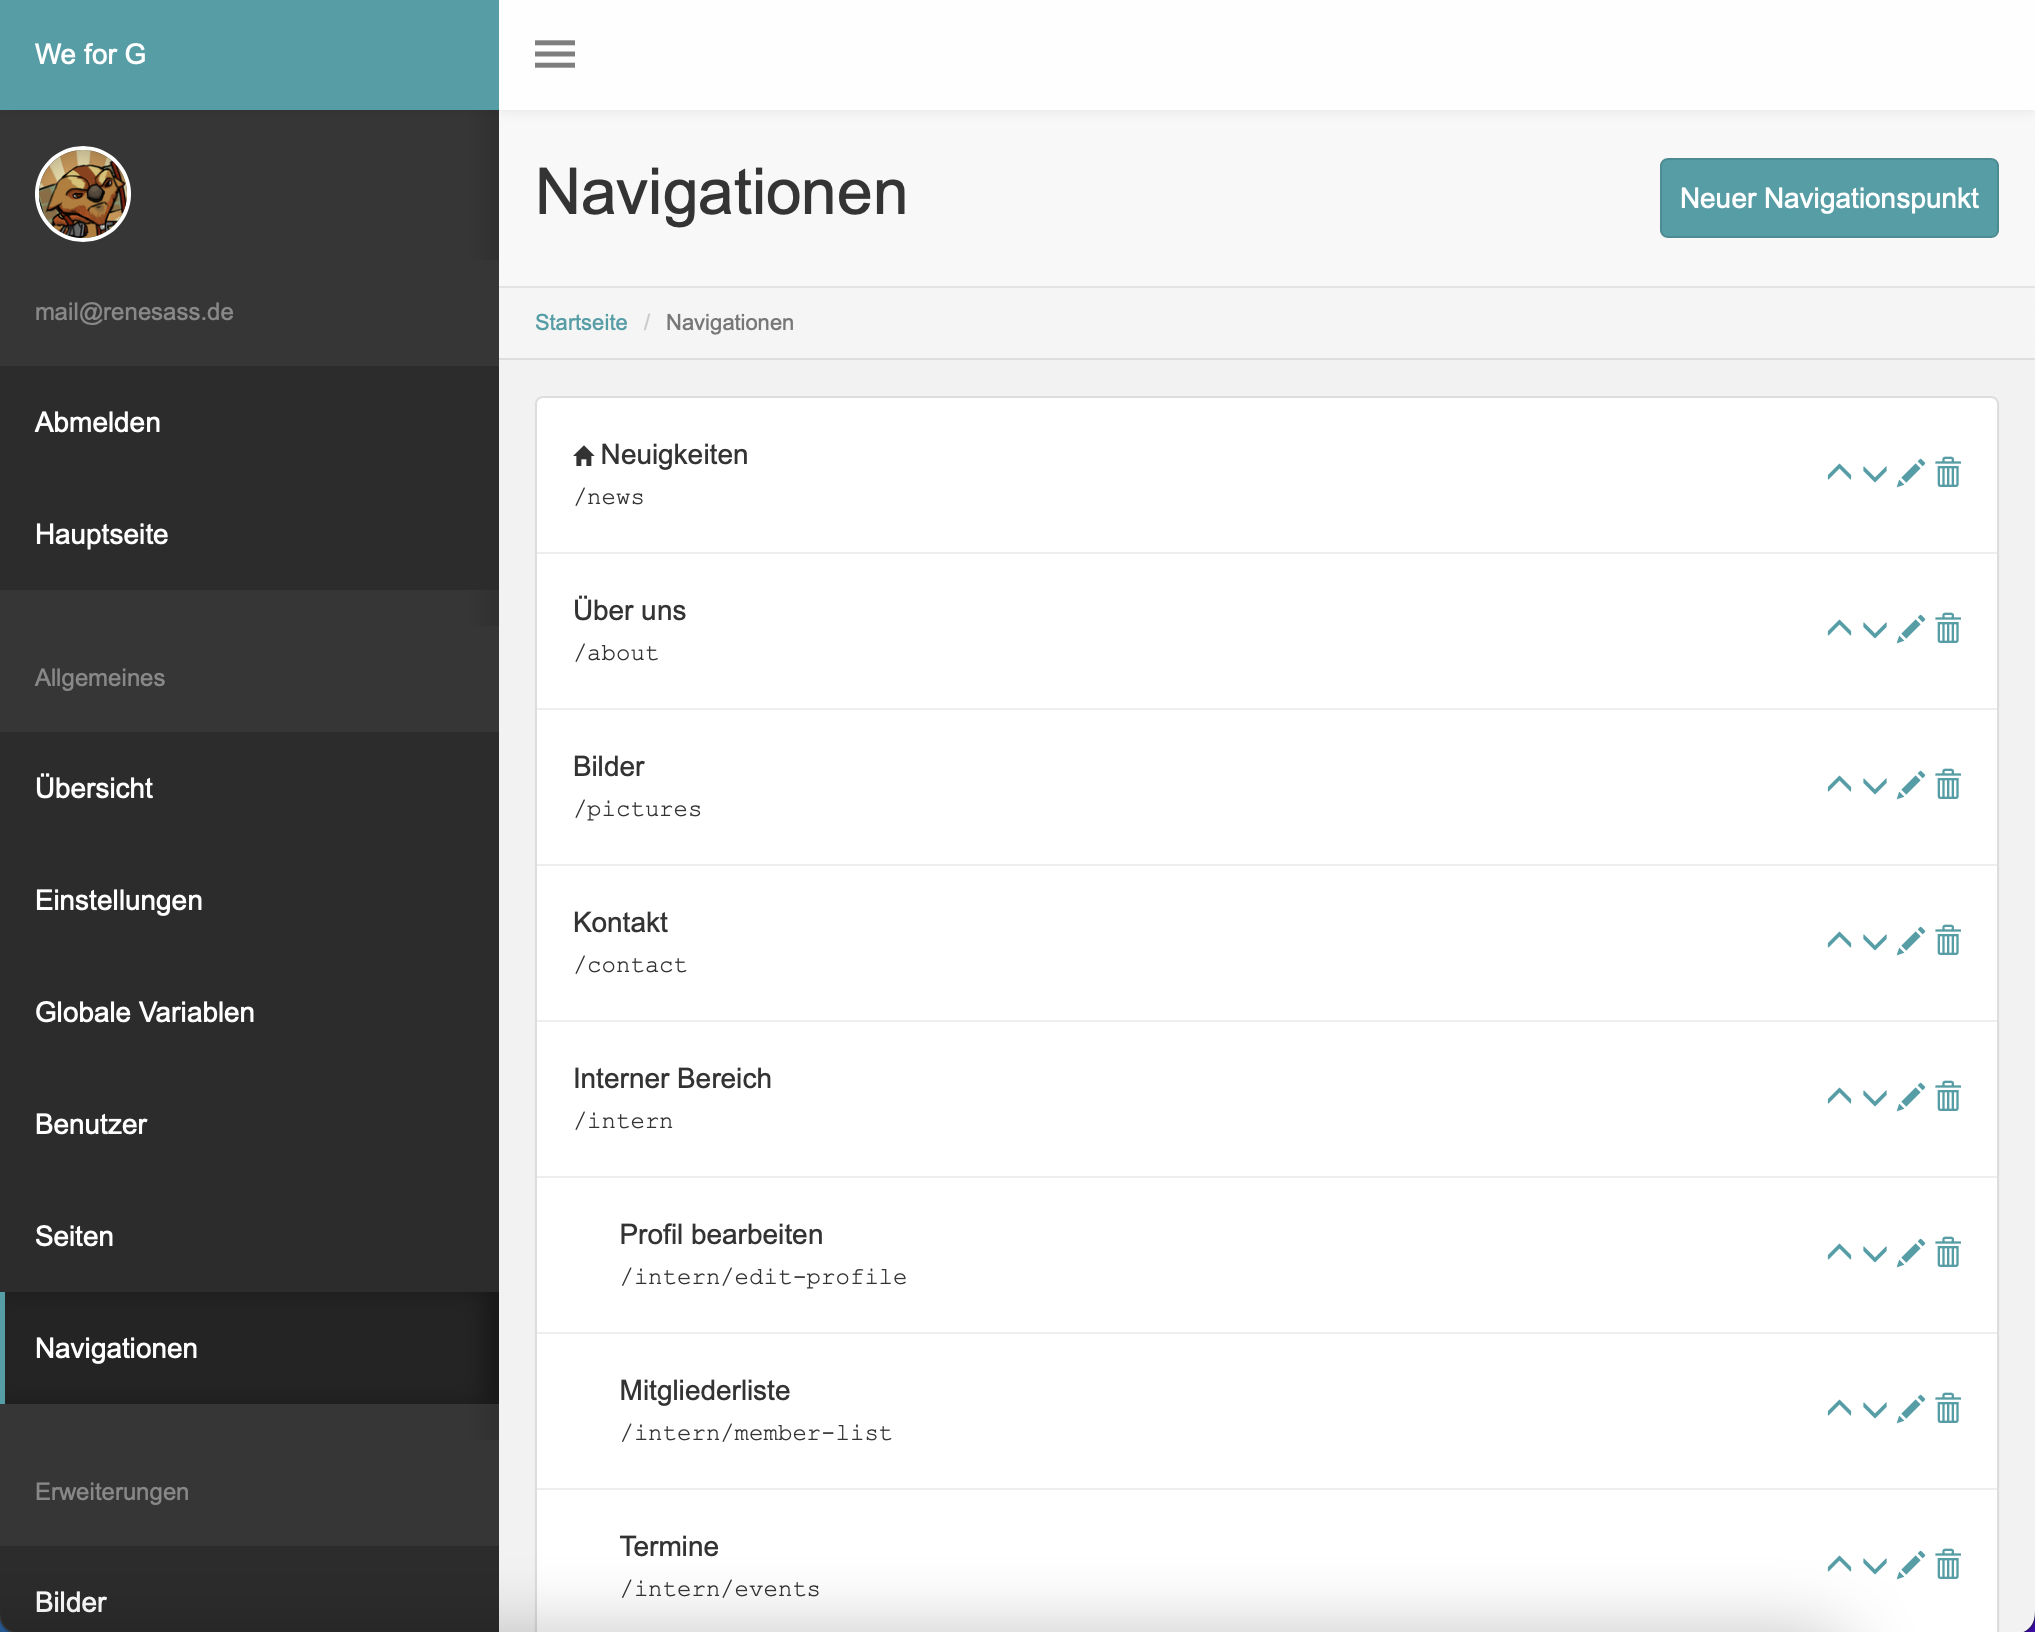 We for G
mail@renesass.de
Abmelden
Hauptseite
Allgemeines
Übersicht
Einstellungen
Globale Variablen
Benutzer
Seiten
Navigationen
Erweiterungen
Bilder
Navigationen
Neuer Navigationspunkt
Startseite / Navigationen
Neuigkeiten
/news
Über uns
/about
Bilder
/pictures
Kontakt
/contact
Interner Bereich
/intern
Profil bearbeiten
/intern/edit-profile
Mitgliederliste
/intern/member-list
Termine
/intern/events